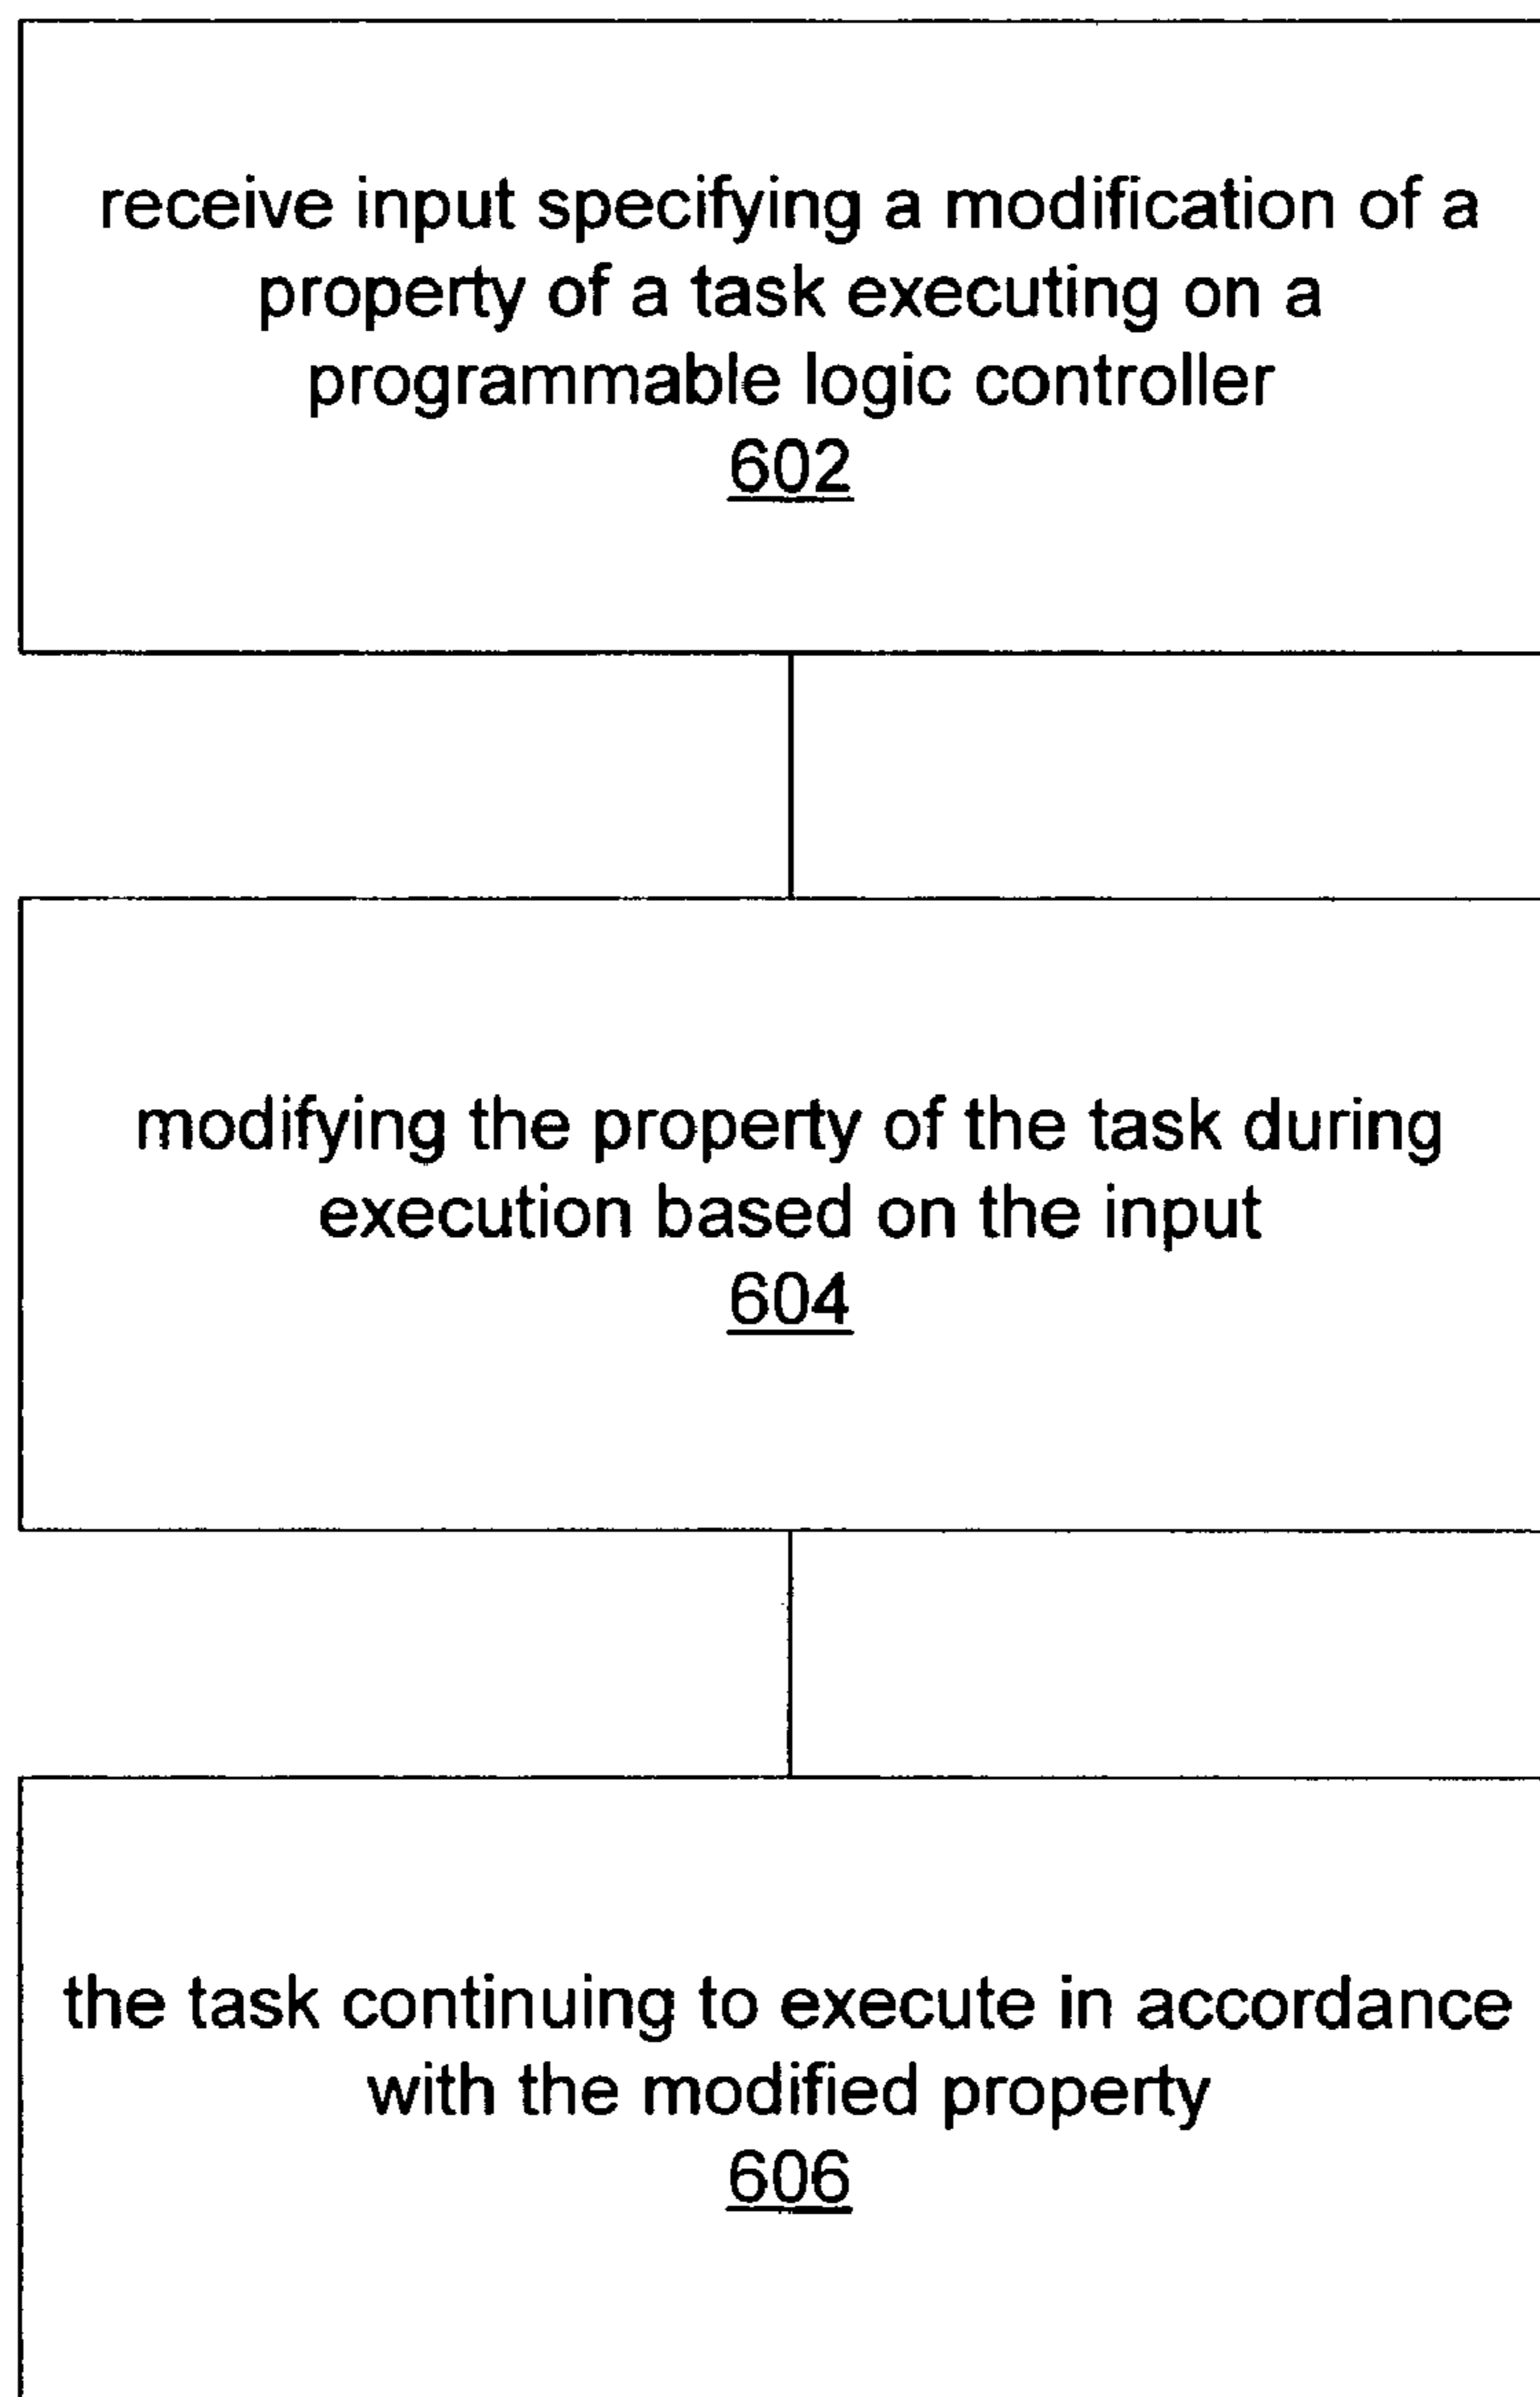 receive input specifying a modification of a
property of a task executing on a
programmable logic controller
602
modifying the property of the task during
execution based on the input
604
the task continuing to execute in accordance
with the modified property
606